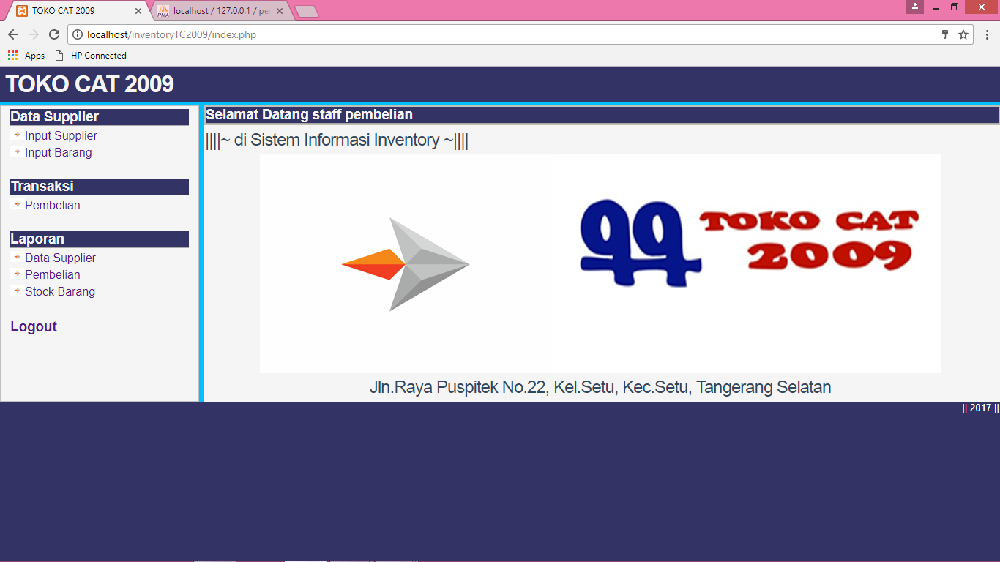 TOKO CAT 2009
localhost / 127.0.0.1 / pe
localhost/inventoryTC2009/index.php
Apps
HP Connected
TOKO CAT 2009
Data Supplier
Input Supplier
Input Barang
Transaksi
Pembelian
Laporan
Data Supplier
Pembelian
Stock Barang
Logout
Selamat Datang staff pembelian
||||~ di Sistem Informasi Inventory ~||||
TOKO CAT
2009
Jln.Raya Puspitek No.22, Kel.Setu, Kec.Setu, Tangerang Selatan
|| 2017 ||